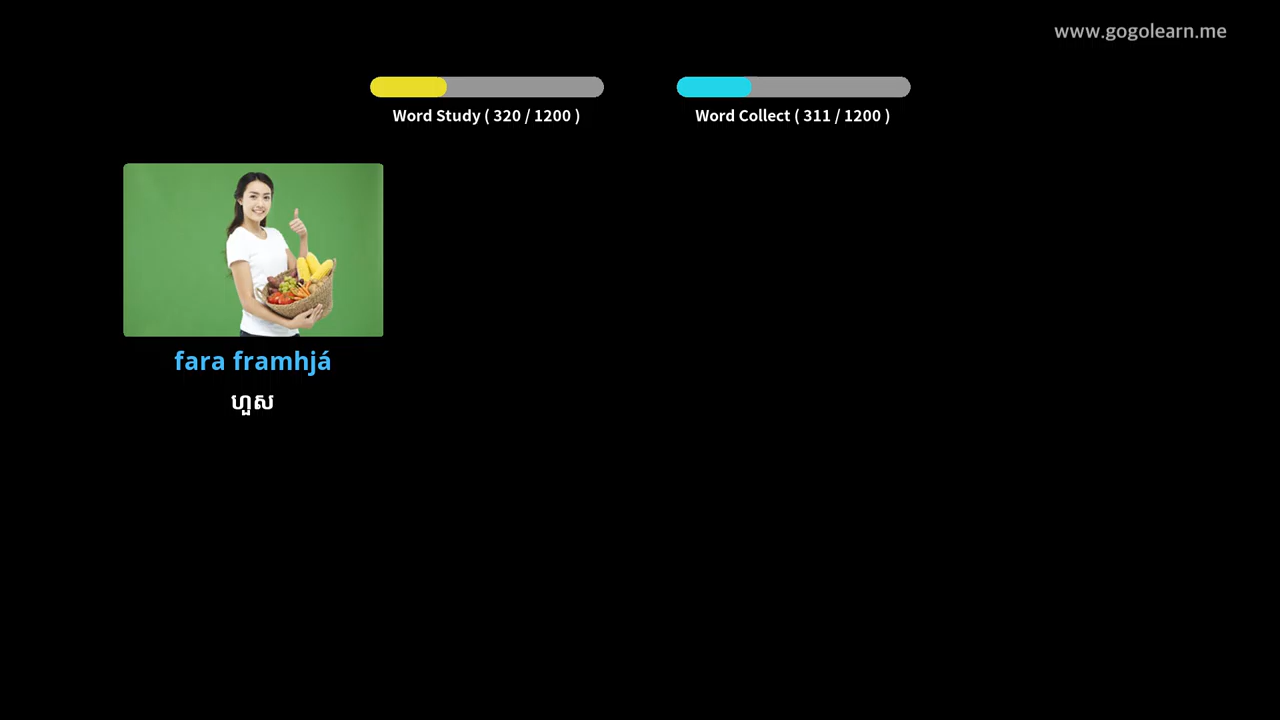 www.gogolearn.me
Word Study ( 320 / 1200 )
Word Collect ( 311 / 1200 )
fara framhjá
ហួស